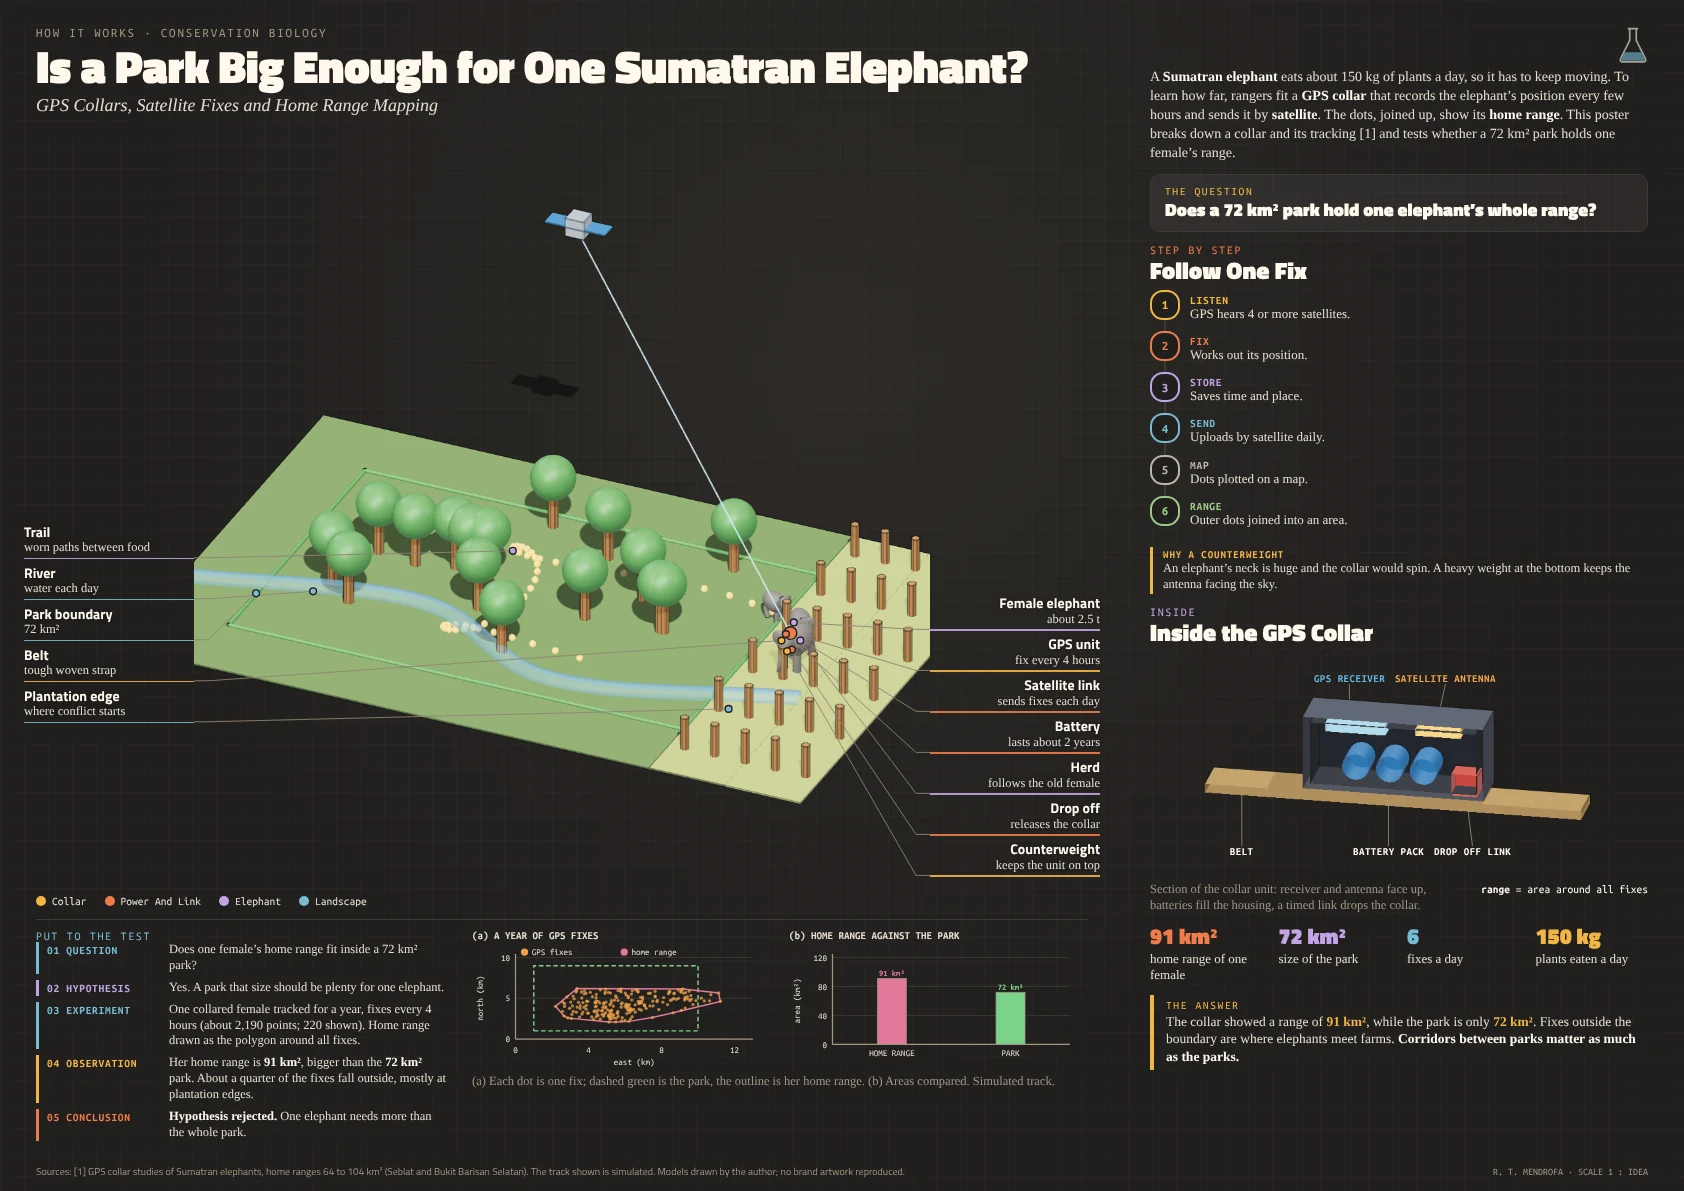 HOW IT WORKS · CONSERVATION BIOLOGY
Is a Park Big Enough for One Sumatran Elephant?
GPS Collars, Satellite Fixes and Home Range Mapping
A Sumatran elephant eats about 150 kg of plants a day, so it has to keep moving. To
learn how far, rangers fit a GPS collar that records the elephant's position every few
hours and sends it by satellite. The dots, joined up, show its home range. This poster
breaks down a collar and its tracking [1] and tests whether a 72 km² park holds one
female's range.
THE QUESTION
Does a 72 km² park hold one elephant's whole range?
STEP BY STEP
Follow One Fix
1
LISTEN
GPS hears 4 or more satellites.
2
FIX
Works out its position.
3
STORE
Saves time and place.
4
SEND
Uploads by satellite daily.
5
MAP
Dots plotted on a map.
6
RANGE
Outer dots joined into an area.
WHY A COUNTERWEIGHT
An elephant's neck is huge and the collar would spin. A heavy weight at the bottom keeps the
antenna facing the sky.
INSIDE
Inside the GPS Collar
GPS RECEIVER SATELLITE ANTENNA
BELT BATTERY PACK DROP OFF LINK
Section of the collar unit: receiver and antenna face up,
batteries fill the housing, a timed link drops the collar.
range = area around all fixes
91 km²
home range of one
female
72 km²
size of the park
6
fixes a day
150 kg
plants eaten a day
THE ANSWER
The collar showed a range of 91 km², while the park is only 72 km². Fixes outside the
boundary are where elephants meet farms. Corridors between parks matter as much
as the parks.
Trail
worn paths between food
River
water each day
Park boundary
72 km²
Belt
tough woven strap
Plantation edge
where conflict starts
Female elephant
about 2.5 t
GPS unit
fix every 4 hours
Satellite link
sends fixes each day
Battery
lasts about 2 years
Herd
follows the old female
Drop off
releases the collar
Counterweight
keeps the unit on top
Collar Power And Link Elephant Landscape
PUT TO THE TEST
01 QUESTION
Does one female's home range fit inside a 72 km²
park?
02 HYPOTHESIS
Yes. A park that size should be plenty for one elephant.
03 EXPERIMENT
One collared female tracked for a year, fixes every 4
hours (about 2,190 points; 220 shown). Home range
drawn as the polygon around all fixes.
04 OBSERVATION
Her home range is 91 km², bigger than the 72 km²
park. About a quarter of the fixes fall outside, mostly at
plantation edges.
05 CONCLUSION
Hypothesis rejected. One elephant needs more than
the whole park.
(a) A YEAR OF GPS FIXES
GPS fixes home range
north (km)
10
5
0
0 4 8 12
east (km)
(b) HOME RANGE AGAINST THE PARK
area (km²)
120
80
40
0
91 km²
72 km²
HOME RANGE PARK
(a) Each dot is one fix; dashed green is the park, the outline is her home range. (b) Areas compared. Simulated track.
Sources: [1] GPS collar studies of Sumatran elephants, home ranges 64 to 104 km² (Seblat and Bukit Barisan Selatan). The track shown is simulated. Models drawn by the author; no brand artwork reproduced.
R. T. MENDROFA · SCALE 1 : IDEA